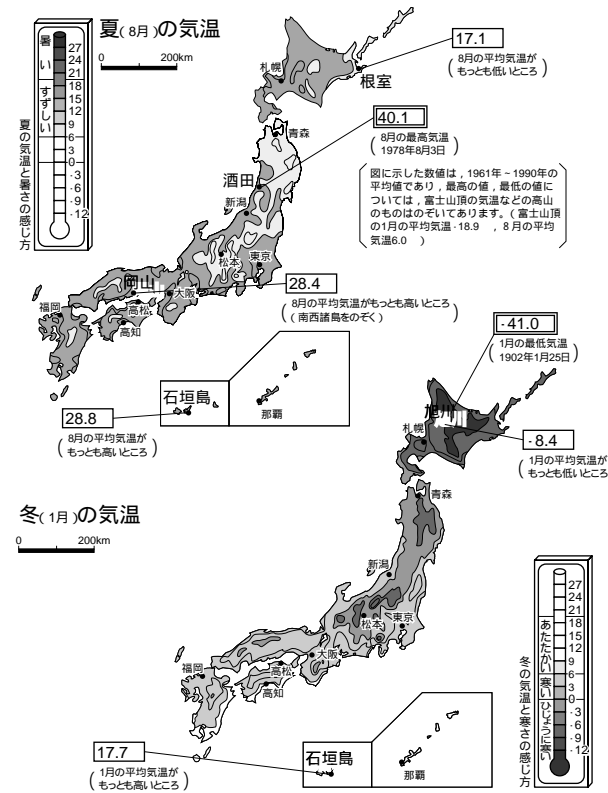 夏(8月)の気温
0 200km
暑い
すずしい
27
24
21
18
15
12
9
6
3
0
-3
-6
-9
-12
夏の気温と暑さの感じ方
17.1
(8月の平均気温が
もっとも低いところ)
札幌
根室
40.1
(8月の最高気温
1978年8月3日)
青森
酒田
新潟
(図に示した数値は,1961年~1990年の
平均値であり,最高の値,最低の値に
ついては,富士山頂の気温などの高山
のものはのぞいてあります。(富士山頂
の1月の平均気温-18.9 ,8月の平均
気温6.0 ))
松本
東京
岡山
大阪
28.4
(8月の平均気温がもっとも高いところ
(南西諸島をのぞく))
福岡
高松
高知
石垣島
那覇
28.8
(8月の平均気温が
もっとも高いところ)
冬(1月)の気温
0 200km
-41.0
(1月の最低気温
1902年1月25日)
旭川
札幌
-8.4
(1月の平均気温が
もっとも低いところ)
青森
新潟
松本
東京
大阪
福岡
高松
高知
石垣島
那覇
17.7
(1月の平均気温が
もっとも高いところ)
27
24
21
18
15
12
9
6
3
0
-3
-6
-9
-12
あたたかい
寒い
ひじょうに寒い
冬の気温と寒さの感じ方